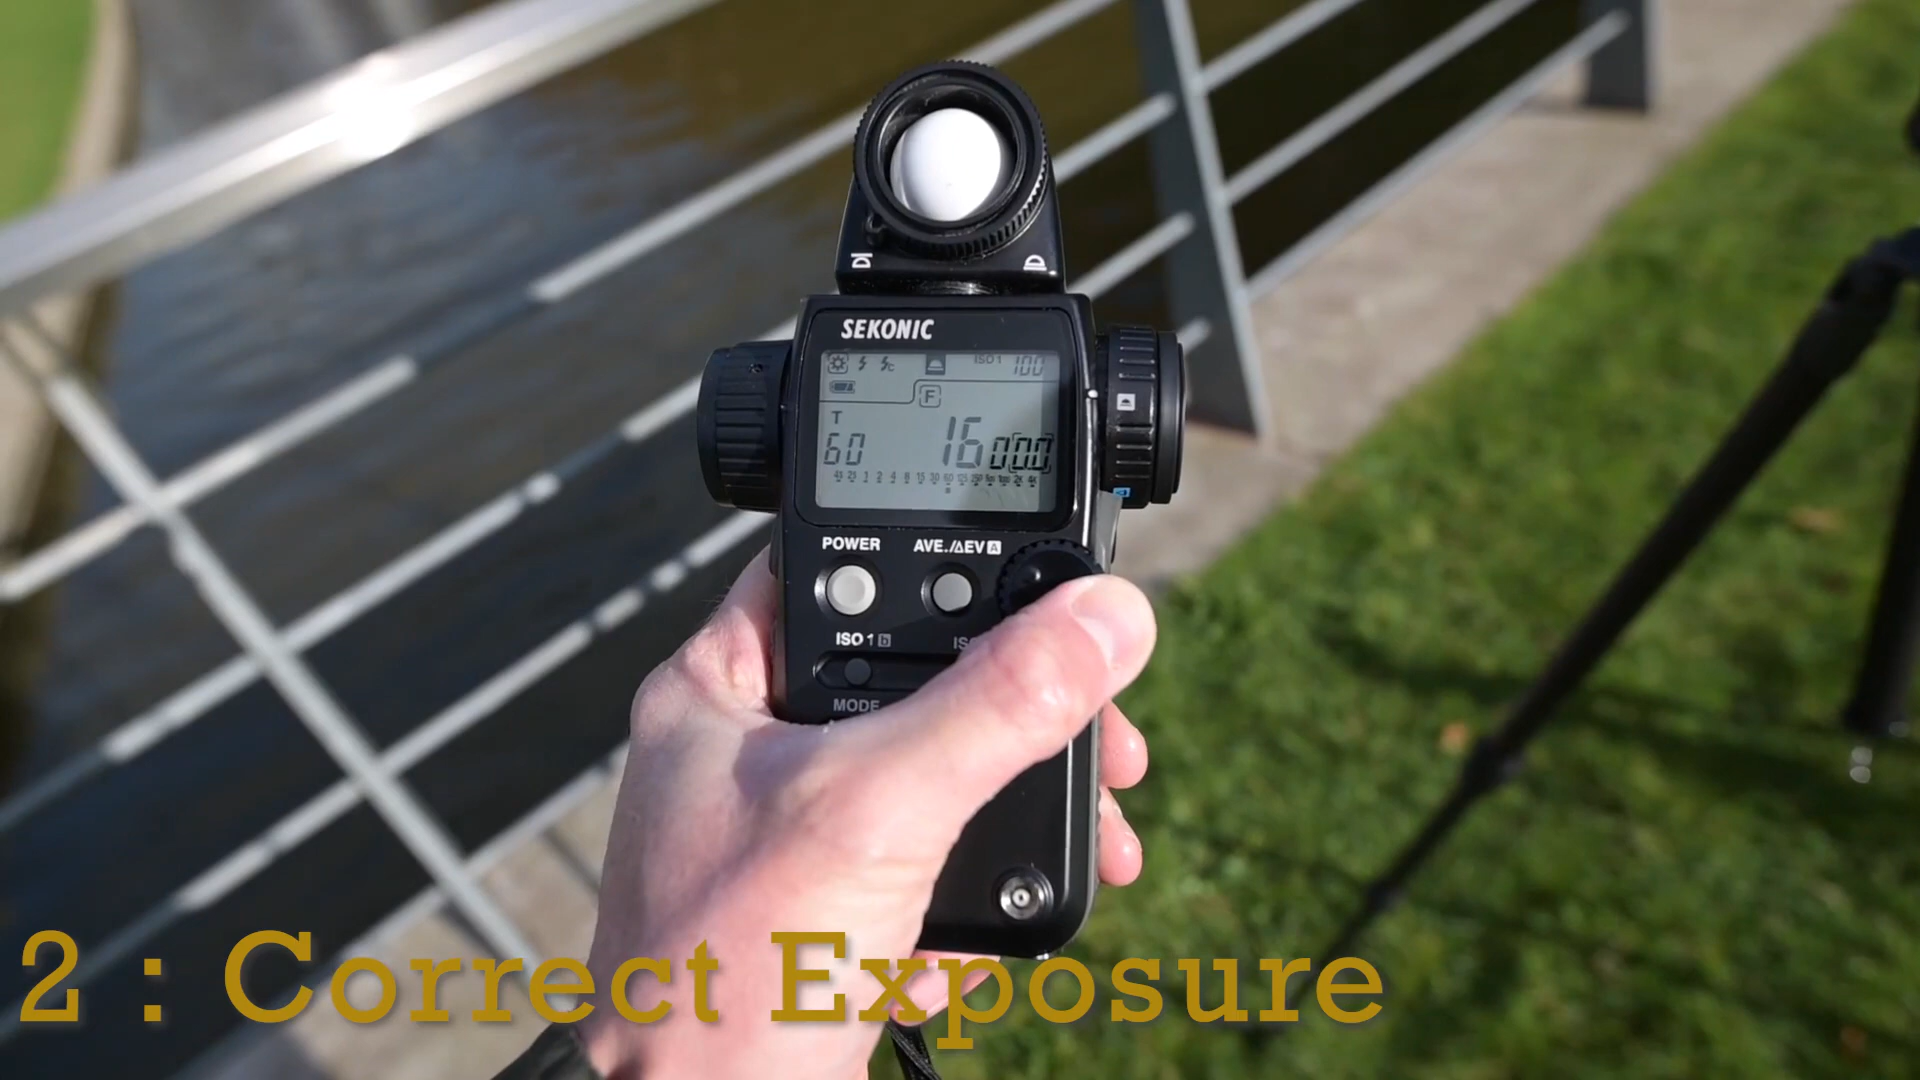 SEKONIC
ISO1 100
F
T
60 16
POWER AVE./ΔEV A
ISO 1 b
MODE
2 : Correct Exposure